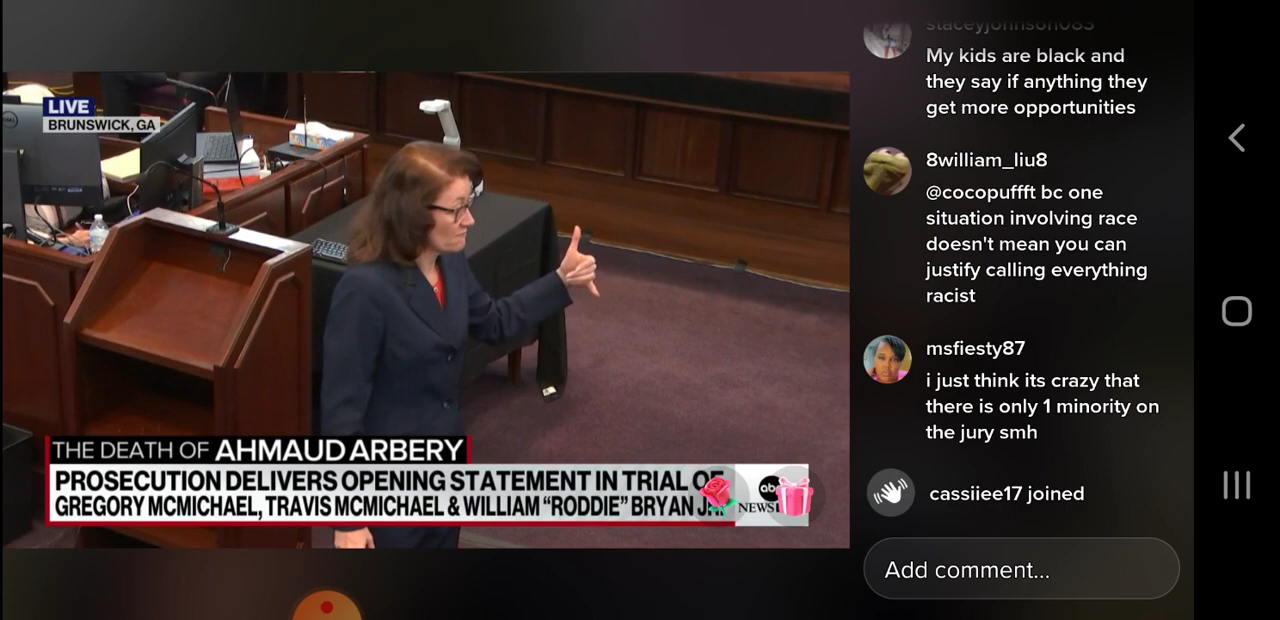 LIVE
BRUNSWICK, GA
THE DEATH OF AHMAUD ARBERY
PROSECUTION DELIVERS OPENING STATEMENT IN TRIAL OF
GREGORY MCMICHAEL, TRAVIS MCMICHAEL & WILLIAM “RODDIE” BRYAN
abc
NEWS
staceyjohnson083
My kids are black and
they say if anything they
get more opportunities
8william_liu8
@cocopuffft bc one
situation involving race
doesn't mean you can
justify calling everything
racist
msfiesty87
i just think its crazy that
there is only 1 minority on
the jury smh
cassiiee17 joined
Add comment...